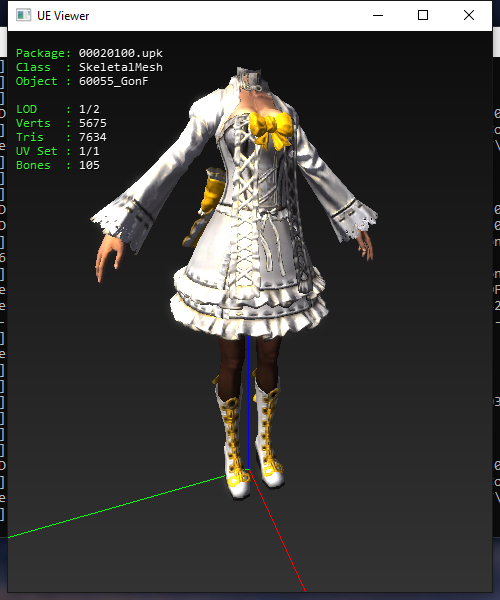 UE Viewer
Package: 00020100.upk
Class : SkeletalMesh
Object : 60055_GonF
LOD : 1/2
Verts : 5675
Tris : 7634
UV Set : 1/1
Bones : 105